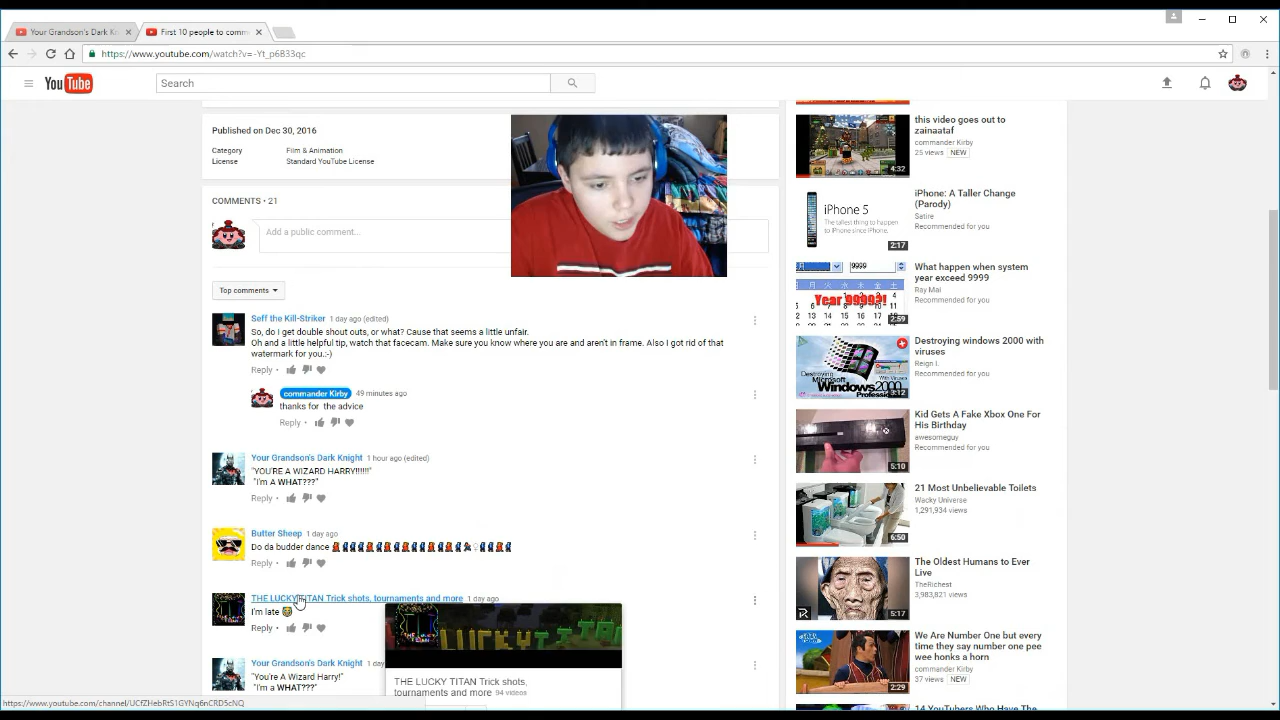 Your Grandson's Dark Kn
First 10 people to comm
https://www.youtube.com/watch?v=-Yt_p6B33qc
YouTube
Search
Published on Dec 30, 2016
Category Film & Animation
License Standard YouTube License
COMMENTS • 21
Add a public comment...
Top comments
Seff the Kill-Striker 1 day ago (edited)
So, do I get double shout outs, or what? Cause that seems a little unfair.
Oh and a little helpful tip, watch that facecam. Make sure you know where you are and aren't in frame. Also I got rid of that
watermark for you.:-)
Reply •
commander Kirby 49 minutes ago
thanks for the advice
Reply •
Your Grandson's Dark Knight 1 hour ago (edited)
"YOU'RE A WIZARD HARRY!!!!!!"
"I'm A WHAT???"
Reply •
Butter Sheep 1 day ago
Do da budder dance
Reply •
THE LUCKY TITAN Trick shots, tournaments and more 1 day ago
I'm late
Reply •
THE LUCKY TITAN Trick shots,
tournaments and more 94 videos
Your Grandson's Dark Knight 1 day
"You're A Wizard Harry!"
"I'm a WHAT???"
https://www.youtube.com/channel/UCfZHebRtS1GYNq6nCRD5cNQ
this video goes out to
zainaataf
commander Kirby
25 views NEW
4:32
iPhone 5
The tallest thing to happen
to iPhone since iPhone.
2:17
iPhone: A Taller Change
(Parody)
Satire
Recommended for you
9999
Year 9999?!
2:59
What happen when system
year exceed 9999
Ray Mai
Recommended for you
Destroying
Microsoft
Windows 2000
Professional
3:12
Destroying windows 2000 with
viruses
Reign I.
Recommended for you
5:10
Kid Gets A Fake Xbox One For
His Birthday
awesomeguy
Recommended for you
6:50
21 Most Unbelievable Toilets
Wacky Universe
1,291,934 views
5:17
The Oldest Humans to Ever
Live
TheRichest
3,983,821 views
2:29
We Are Number One but every
time they say number one pee
wee honks a horn
commander Kirby
37 views NEW
14 YouTubers Who Have The